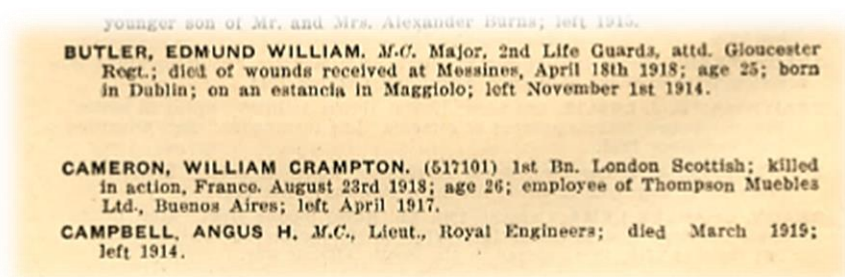 younger son of Mr. and Mrs. Alexander Burns; left 1915.
BUTLER, EDMUND WILLIAM. M.C. Major, 2nd Life Guards, attd. Gloucester
Regt.; died of wounds received at Messines, April 18th 1918; age 25; born
in Dublin; on an estancia in Maggiolo; left November 1st 1914.
CAMERON, WILLIAM CRAMPTON. (517101) 1st Bn. London Scottish; killed
in action, France. August 23rd 1918; age 26; employee of Thompson Muebles
Ltd., Buenos Aires; left April 1917.
CAMPBELL, ANGUS H. M.C., Lieut., Royal Engineers; died March 1919;
left 1914.